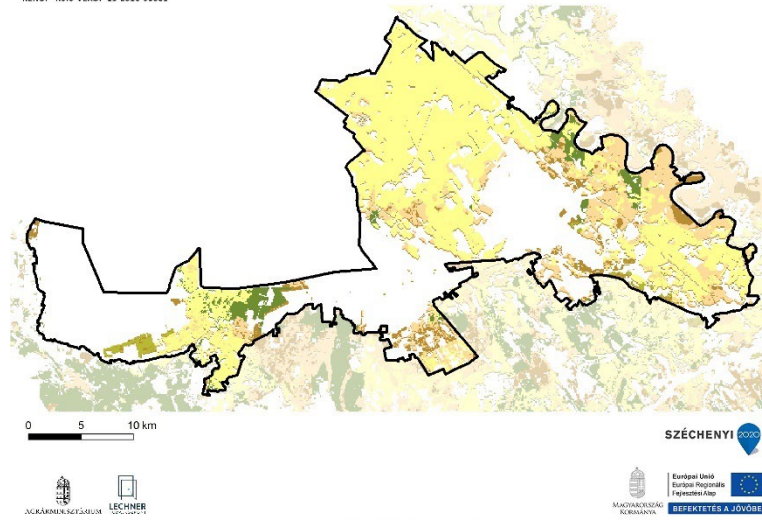 0 5 10 km
SZÉCHENYI 2020
AGRÁRMINISZTÉRIUM
LECHNER
MAGYARORSZÁG
KORMÁNYA
Európai Unió
Európai Regionális
Fejlesztési Alap
BEFEKTETÉS A JÖVŐBE